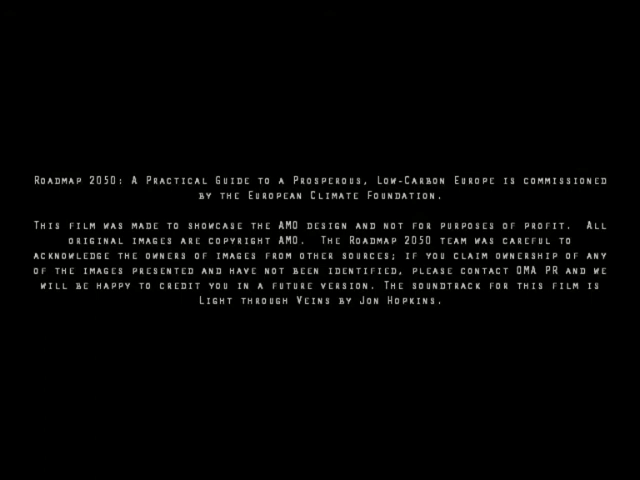 Roadmap 2050: A Practical Guide to a Prosperous, Low-Carbon Europe is commissioned
by the European Climate Foundation.
This film was made to showcase the AMO design and not for purposes of profit. All
original images are copyright AMO. The Roadmap 2050 team was careful to
acknowledge the owners of images from other sources; if you claim ownership of any
of the images presented and have not been identified, please contact OMA PR and we
will be happy to credit you in a future version. The soundtrack for this film is
Light through Veins by Jon Hopkins.